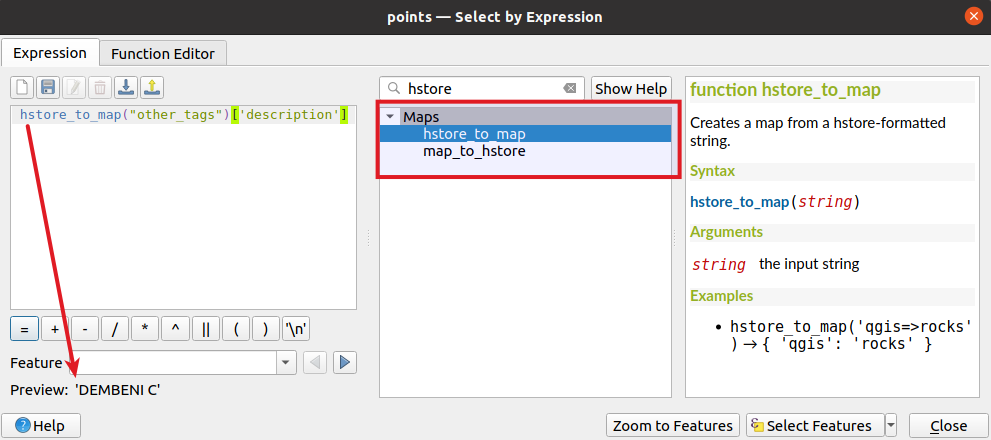 points — Select by Expression
Expression
Function Editor
hstore_to_map("other_tags")['description']
= + - / * ^ || ( ) '\n'
Feature
Preview: 'DEMBENI C'
hstore
Show Help
Maps
hstore_to_map
map_to_hstore
function hstore_to_map
Creates a map from a hstore-formatted
string.
Syntax
hstore_to_map(string)
Arguments
string the input string
Examples
• hstore_to_map('qgis=>rocks'
) → { 'qgis': 'rocks' }
Help
Zoom to Features
Select Features
Close